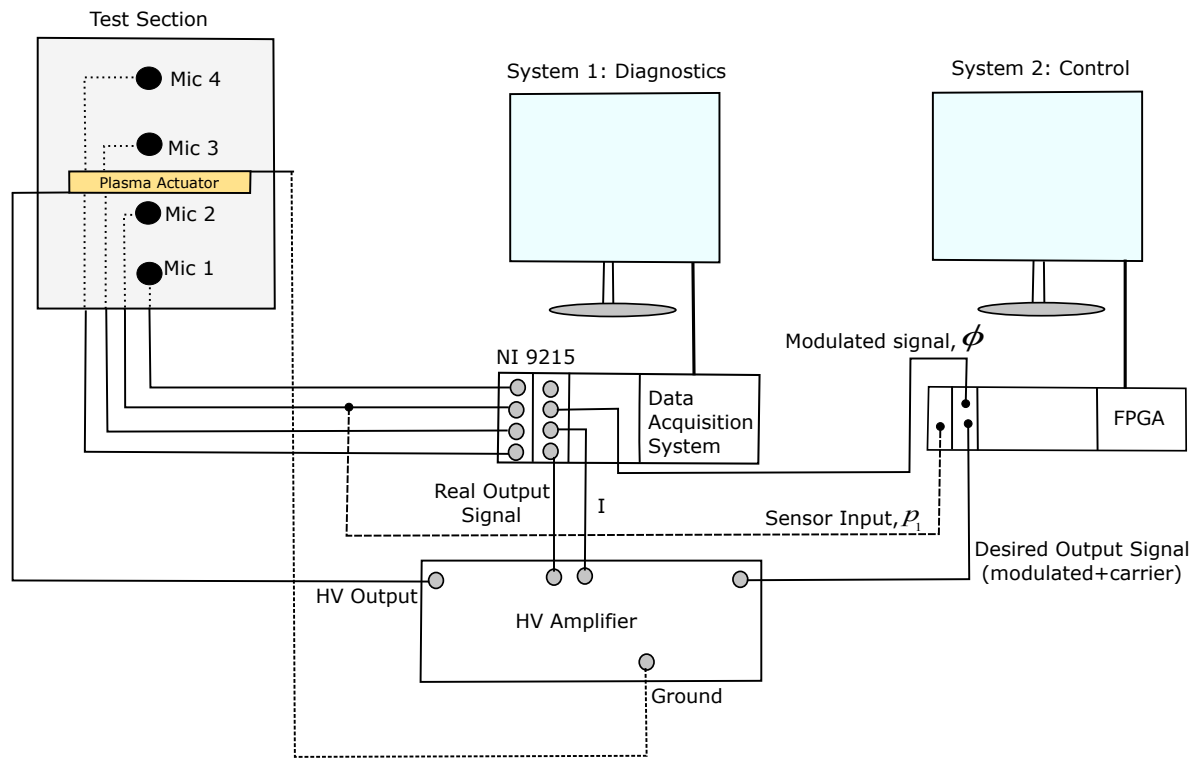 Test Section
Mic 4
Mic 3
Plasma Actuator
Mic 2
Mic 1
System 1: Diagnostics
System 2: Control
Modulated signal, ϕ
NI 9215
Data
Acquisition
System
FPGA
Real Output
Signal
I
Sensor Input, p₁
Desired Output Signal
(modulated+carrier)
HV Output
HV Amplifier
Ground